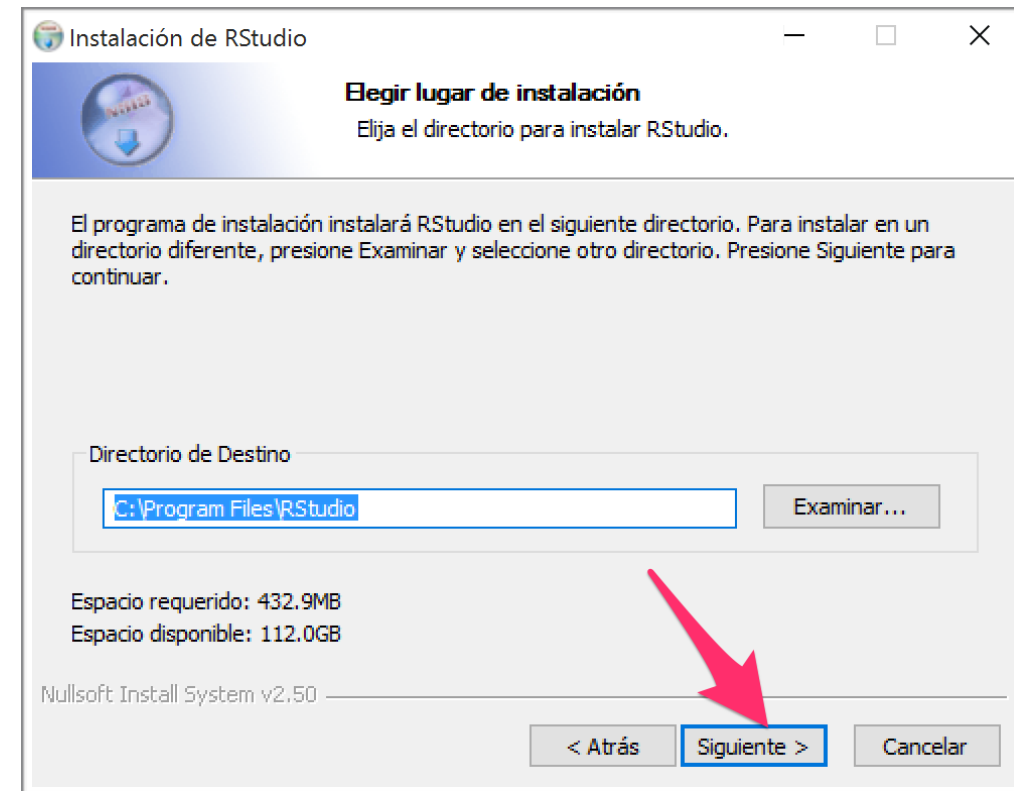 Instalación de RStudio
Elegir lugar de instalación
Elija el directorio para instalar RStudio.
El programa de instalación instalará RStudio en el siguiente directorio. Para instalar en un
directorio diferente, presione Examinar y seleccione otro directorio. Presione Siguiente para
continuar.
Directorio de Destino
C:\Program Files\RStudio
Examinar...
Espacio requerido: 432.9MB
Espacio disponible: 112.0GB
Nullsoft Install System v2.50
< Atrás
Siguiente >
Cancelar